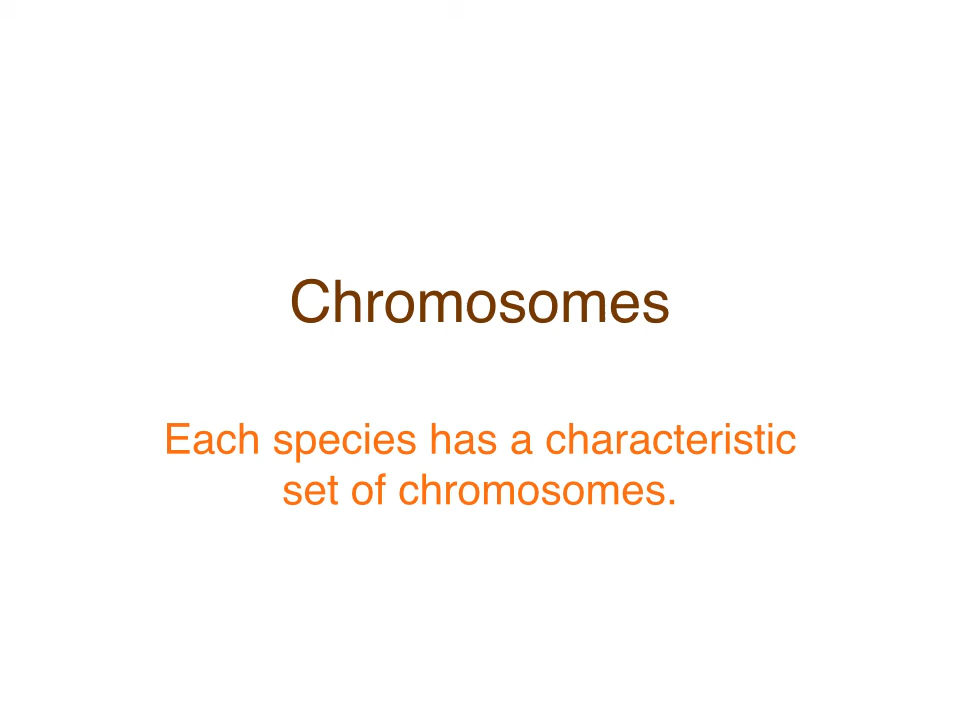 Chromosomes
Each species has a characteristic
set of chromosomes.